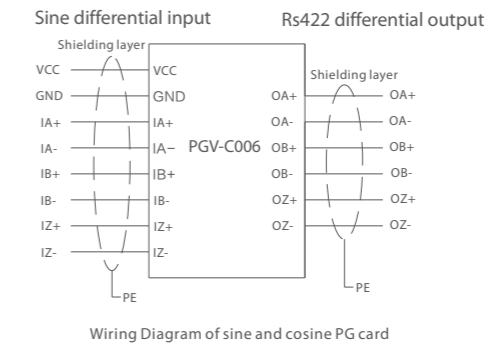 Sine differential input
Rs422 differential output
Shielding layer
VCC VCC
GND GND
Shielding layer
OA+ OA+
IA+ IA+
OA- OA-
IA- IA− PGV-C006 OB+ OB+
IB+ IB+
OB- OB-
IB- IB-
OZ+ OZ+
IZ+ IZ+
OZ- OZ-
IZ- IZ-
PE
PE
Wiring Diagram of sine and cosine PG card